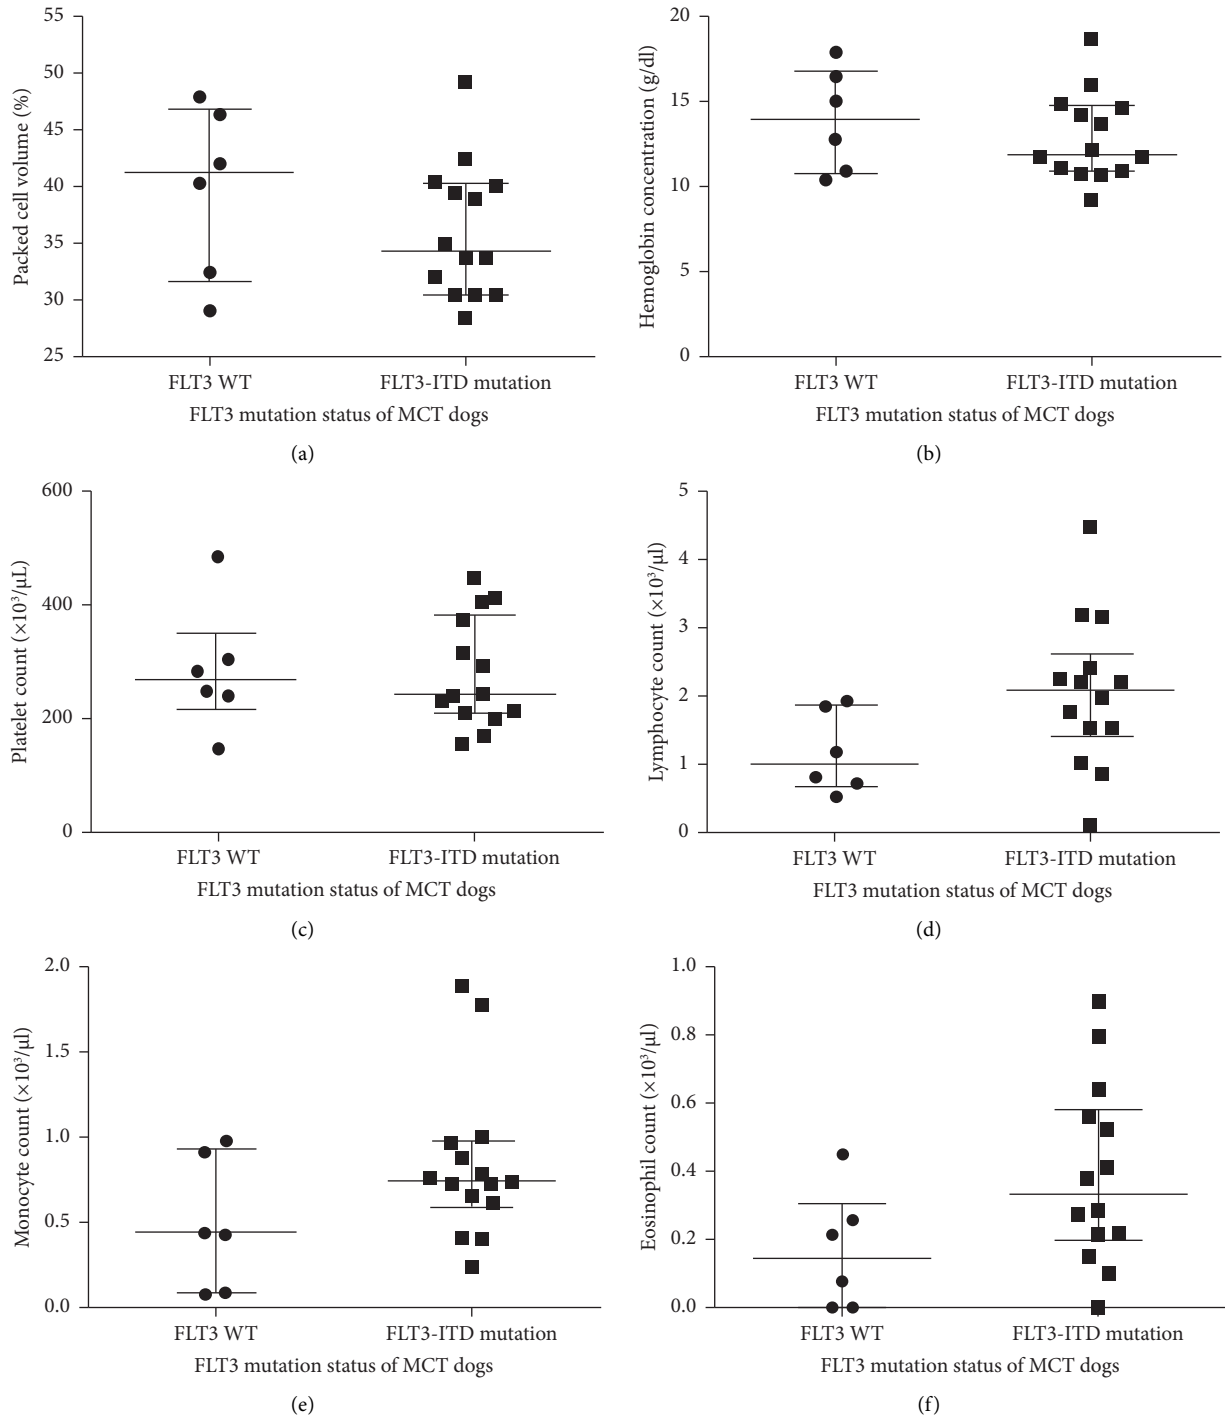 Packed cell volume (%)
55
50
45
40
35
30
25
FLT3 WT
FLT3-ITD mutation
FLT3 mutation status of MCT dogs
(a)
Hemoglobin concentration (g/dl)
20
15
10
5
0
FLT3 WT
FLT3-ITD mutation
FLT3 mutation status of MCT dogs
(b)
Platelet count (×10³/μL)
600
400
200
0
FLT3 WT
FLT3-ITD mutation
FLT3 mutation status of MCT dogs
(c)
Lymphocyte count (×10³/μl)
5
4
3
2
1
0
FLT3 WT
FLT3-ITD mutation
FLT3 mutation status of MCT dogs
(d)
Monocyte count (×10³/μl)
2.0
1.5
1.0
0.5
0.0
FLT3 WT
FLT3-ITD mutation
FLT3 mutation status of MCT dogs
(e)
Eosinophil count (×10³/μl)
1.0
0.8
0.6
0.4
0.2
0.0
FLT3 WT
FLT3-ITD mutation
FLT3 mutation status of MCT dogs
(f)